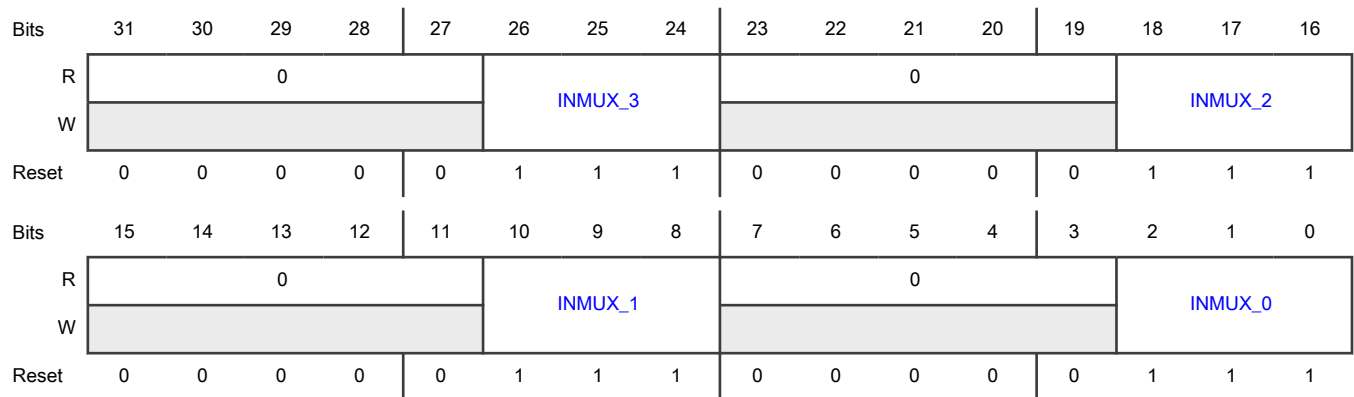 Bits 31 30 29 28 27 26 25 24 23 22 21 20 19 18 17 16
R 0 INMUX_3 0 INMUX_2
W
Reset 0 0 0 0 0 1 1 1 0 0 0 0 0 1 1 1
Bits 15 14 13 12 11 10 9 8 7 6 5 4 3 2 1 0
R 0 INMUX_1 0 INMUX_0
W
Reset 0 0 0 0 0 1 1 1 0 0 0 0 0 1 1 1